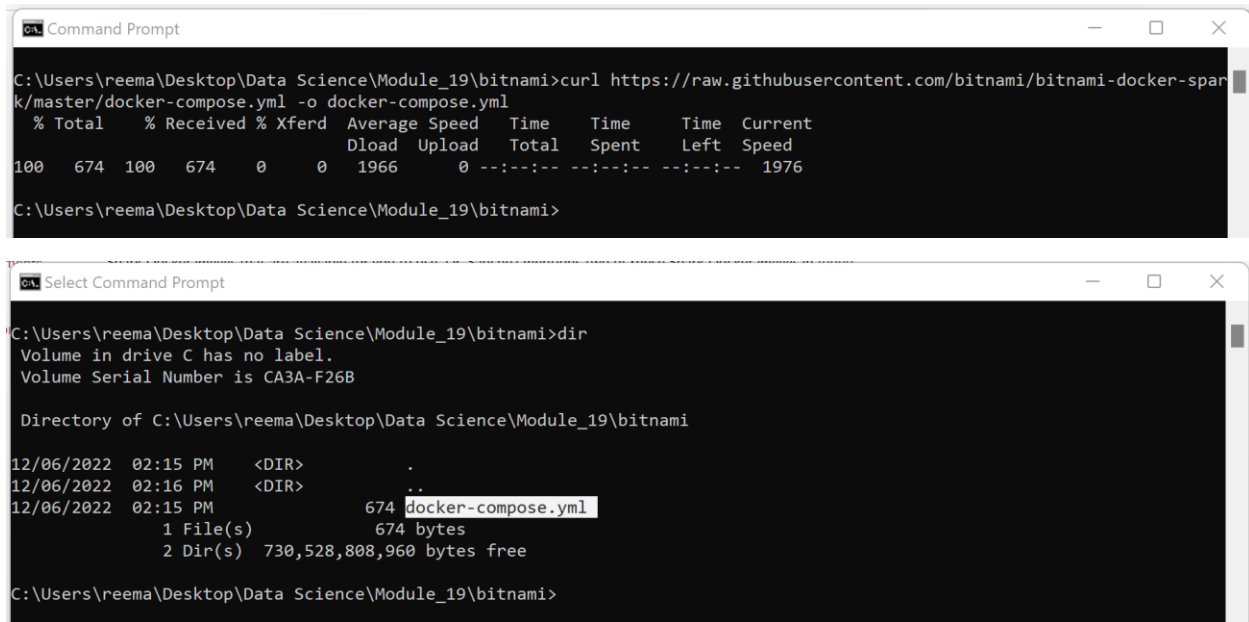 Command Prompt
C:\Users\reema\Desktop\Data Science\Module_19\bitnami>curl https://raw.githubusercontent.com/bitnami/bitnami-docker-spar
k/master/docker-compose.yml -o docker-compose.yml
  % Total    % Received % Xferd  Average Speed   Time    Time     Time  Current
                                 Dload  Upload   Total   Spent    Left  Speed
100   674  100   674    0     0   1966      0 --:--:-- --:--:-- --:--:--  1976
C:\Users\reema\Desktop\Data Science\Module_19\bitnami>
Select Command Prompt
C:\Users\reema\Desktop\Data Science\Module_19\bitnami>dir
 Volume in drive C has no label.
 Volume Serial Number is CA3A-F26B
 Directory of C:\Users\reema\Desktop\Data Science\Module_19\bitnami
12/06/2022  02:15 PM    <DIR>          .
12/06/2022  02:16 PM    <DIR>          ..
12/06/2022  02:15 PM               674 docker-compose.yml
               1 File(s)            674 bytes
               2 Dir(s)  730,528,808,960 bytes free
C:\Users\reema\Desktop\Data Science\Module_19\bitnami>